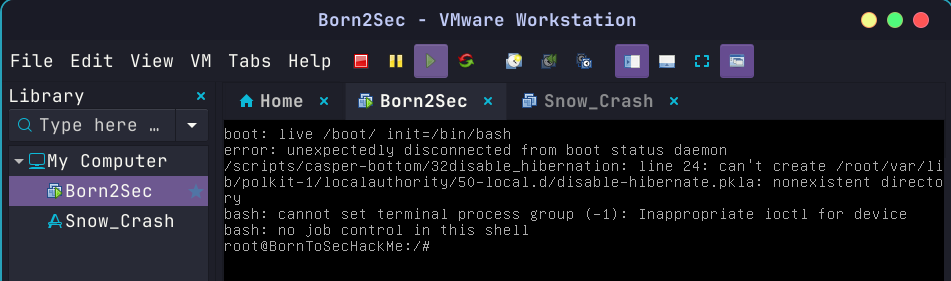 Born2Sec - VMware Workstation
File Edit View VM Tabs Help
Library ×
Home × Born2Sec × Snow_Crash ×
Type here ...
My Computer
Born2Sec
Snow_Crash
boot: live /boot/ init=/bin/bash
error: unexpectedly disconnected from boot status daemon
/scripts/casper-bottom/32disable_hibernation: line 24: can't create /root/var/li
b/polkit-1/localauthority/50-local.d/disable-hibernate.pkla: nonexistent directo
ry
bash: cannot set terminal process group (-1): Inappropriate ioctl for device
bash: no job control in this shell
root@BornToSecHackMe:/#